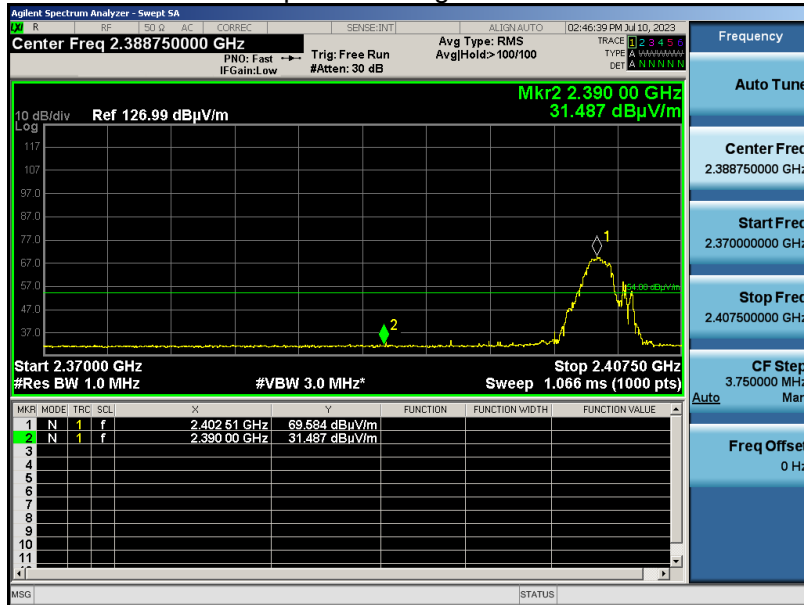 Agilent Spectrum Analyzer - Swept SA
LXI R RF 50 Ω AC CORREC SENSE:INT ALIGN AUTO 02:46:39 PM Jul 10, 2023
Center Freq 2.388750000 GHz
PNO: Fast
IFGain:Low
Trig: Free Run
#Atten: 30 dB
Avg Type: RMS
Avg|Hold:>100/100
TRACE 1 2 3 4 5 6
TYPE A
DET A N N N N N
Mkr2 2.390 00 GHz
31.487 dBµV/m
10 dB/div Ref 126.99 dBµV/m
Log
117
107
97.0
87.0
77.0
67.0
57.0
47.0
37.0
1
54.00 dBµV/m
2
Start 2.37000 GHz Stop 2.40750 GHz
#Res BW 1.0 MHz #VBW 3.0 MHz* Sweep 1.066 ms (1000 pts)
MKR MODE TRC SCL X Y FUNCTION FUNCTION WIDTH FUNCTION VALUE
1 N 1 f 2.402 51 GHz 69.584 dBµV/m
2 N 1 f 2.390 00 GHz 31.487 dBµV/m
3
4
5
6
7
8
9
10
11
MSG STATUS
Frequency
Auto Tune
Center Freq
2.388750000 GHz
Start Freq
2.370000000 GHz
Stop Freq
2.407500000 GHz
CF Step
3.750000 MHz
Auto Man
Freq Offset
0 Hz